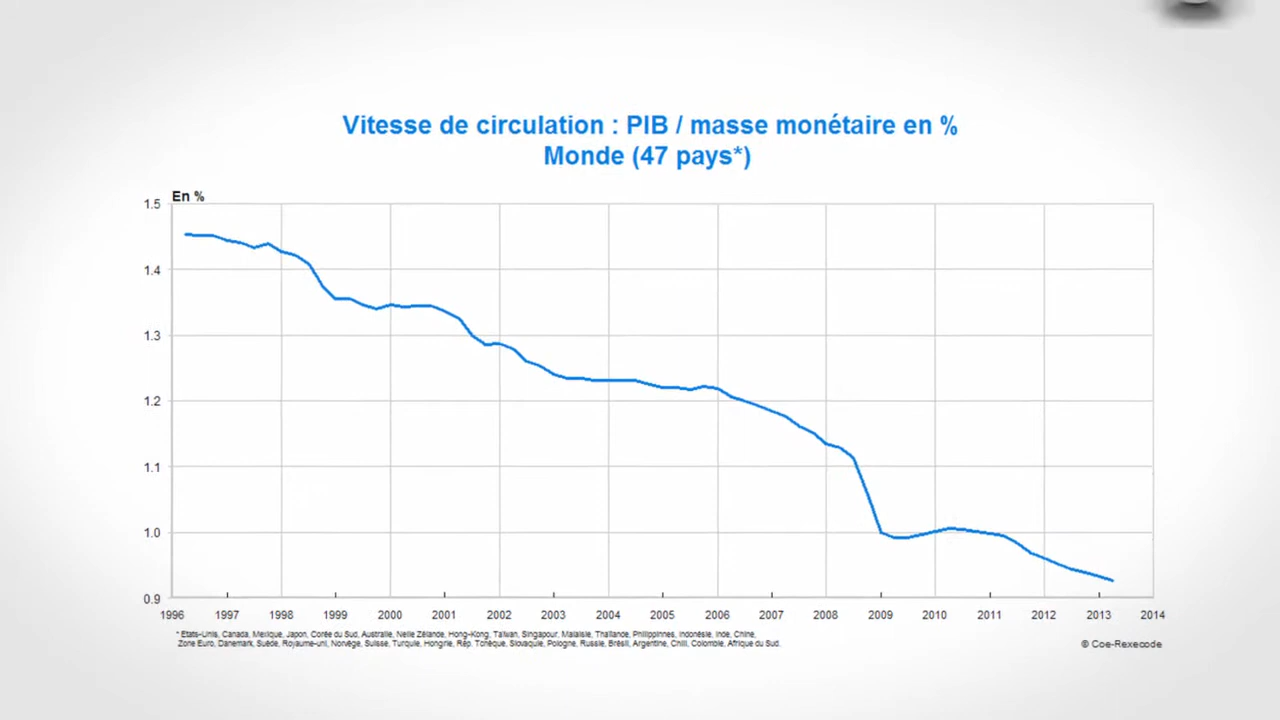 Vitesse de circulation : PIB / masse monétaire en %
Monde (47 pays*)
En %
1.5
1.4
1.3
1.2
1.1
1.0
0.9
1996 1997 1998 1999 2000 2001 2002 2003 2004 2005 2006 2007 2008 2009 2010 2011 2012 2013 2014
* Etats-Unis, Canada, Mexique, Japon, Corée du Sud, Australie, Nelle Zélande, Hong-Kong, Taïwan, Singapour, Malaisie, Thaïlande, Philippinnes, Indonésie, Inde, Chine,
Zone Euro, Danemark, Suède, Royaume-uni, Norvège, Suisse, Turquie, Hongrie, Rép. Tchèque, Slovaquie, Pologne, Russie, Brésil, Argentine, Chili, Colombie, Afrique du Sud.
© Coe-Rexecode